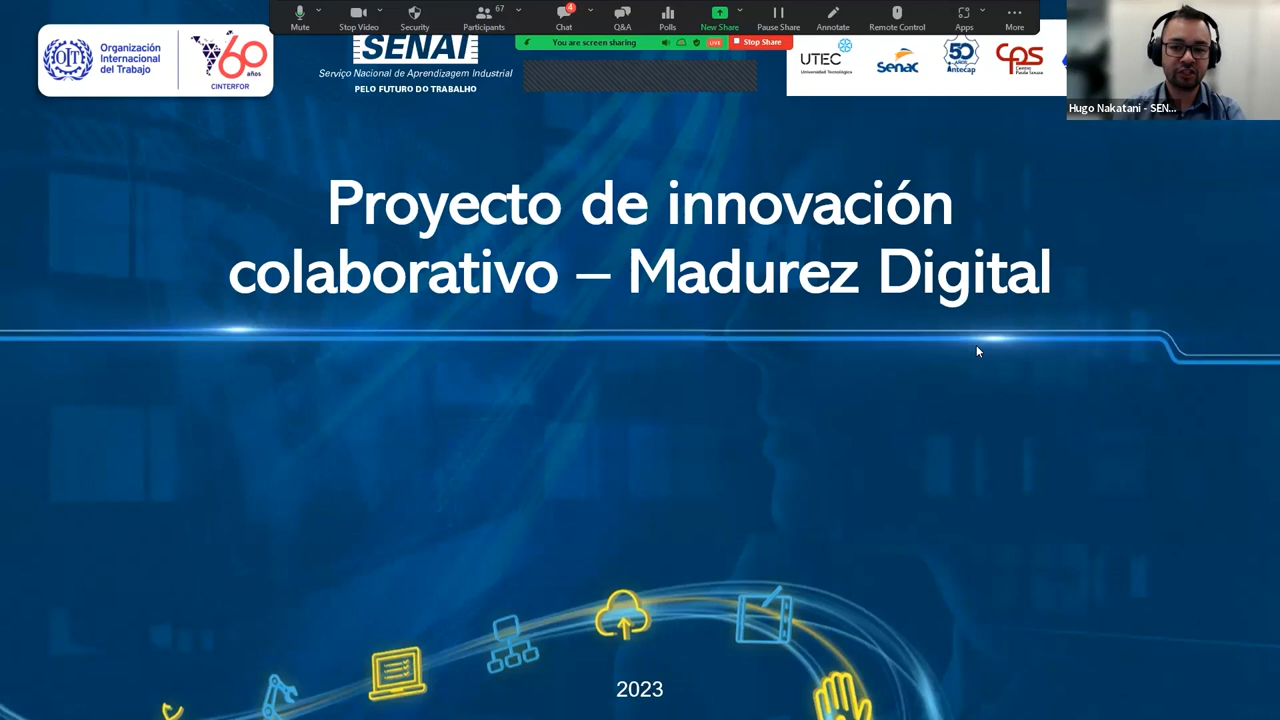 Mute
Stop Video
Security
Participants
67
Chat
4
Q&A
Polls
New Share
Pause Share
Annotate
Remote Control
Apps
More
You are screen sharing
LIVE
Stop Share
Organización
Internacional
del Trabajo
60
años
CINTERFOR
SENAI
Serviço Nacional de Aprendizagem Industrial
PELO FUTURO DO TRABALHO
UTEC
Universidad Tecnológica
Senac
50
AÑOS
Antecap
CPS
Hugo Nakatani - SEN...
Proyecto de innovación
colaborativo – Madurez Digital
2023